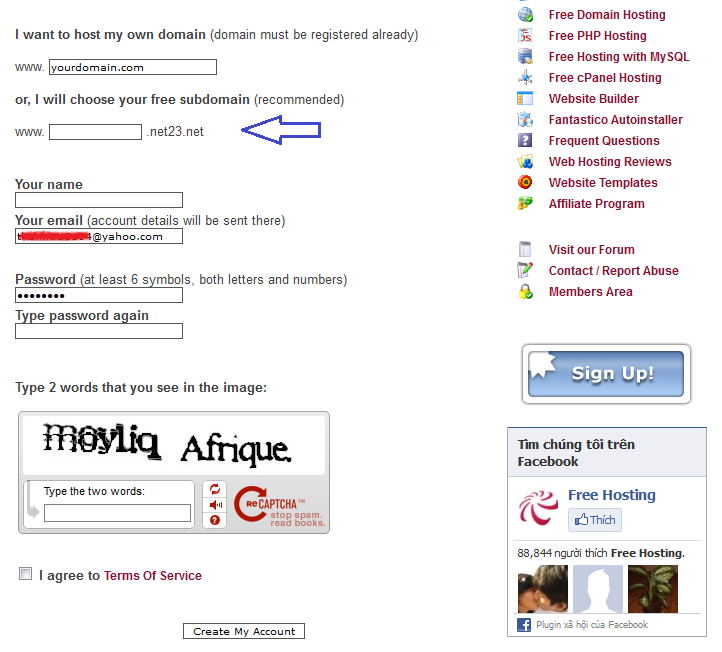 I want to host my own domain (domain must be registered already)
www. yourdomain.com
or, I will choose your free subdomain (recommended)
www. .net23.net
Your name
Your email (account details will be sent there)
4@yahoo.com
Password (at least 6 symbols, both letters and numbers)
••••••••
Type password again
Type 2 words that you see in the image:
moyliq Afrique.
Type the two words:
reCAPTCHA™
stop spam.
read books.
I agree to Terms Of Service
Create My Account
Free Domain Hosting
Free PHP Hosting
Free Hosting with MySQL
Free cPanel Hosting
Website Builder
Fantastico Autoinstaller
Frequent Questions
Web Hosting Reviews
Website Templates
Affiliate Program
Visit our Forum
Contact / Report Abuse
Members Area
Sign Up!
Tìm chúng tôi trên
Facebook
Free Hosting
Thích
88,844 người thích Free Hosting.
Plugin xã hội của Facebook